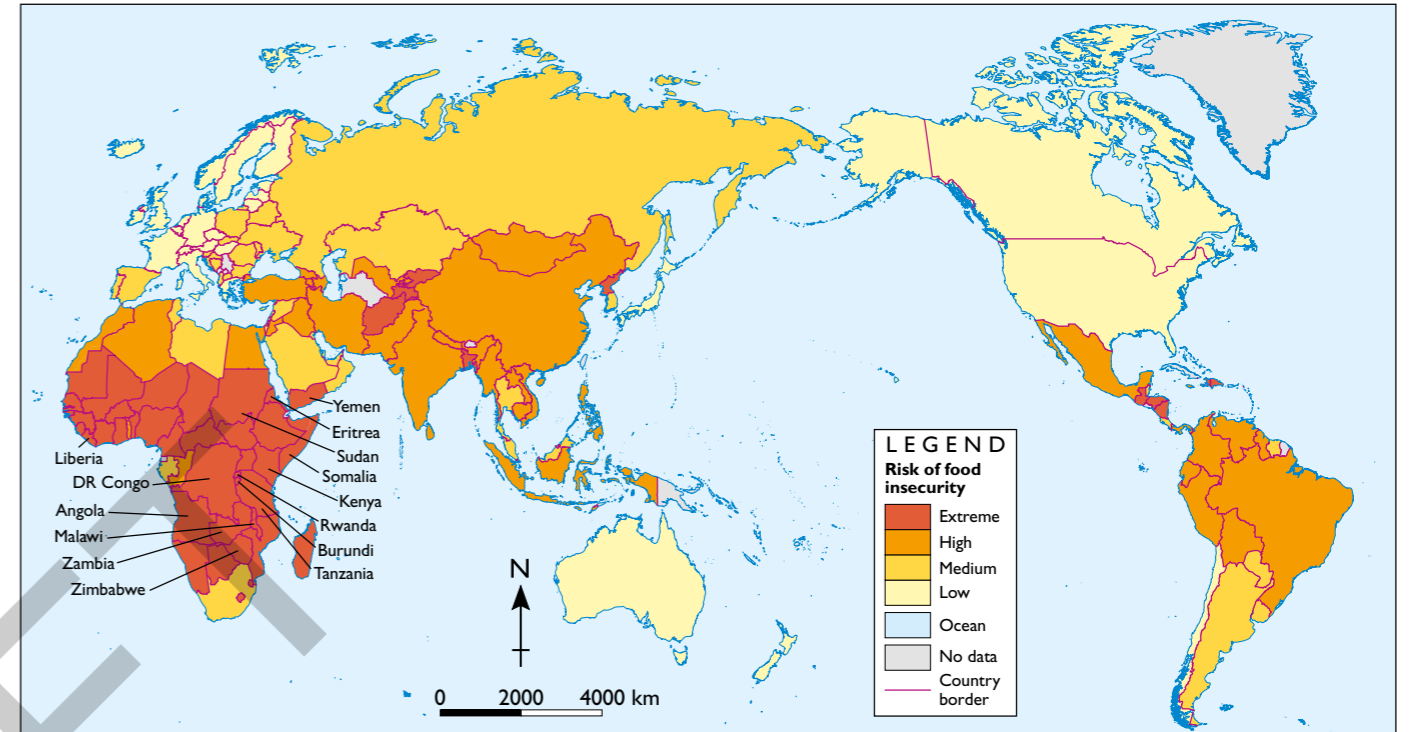 Yemen
Eritrea
Sudan
Somalia
Kenya
Rwanda
Burundi
Tanzania
Liberia
DR Congo
Angola
Malawi
Zambia
Zimbabwe
N
0 2000 4000 km
LEGEND
Risk of food
insecurity
Extreme
High
Medium
Low
Ocean
No data
Country
border